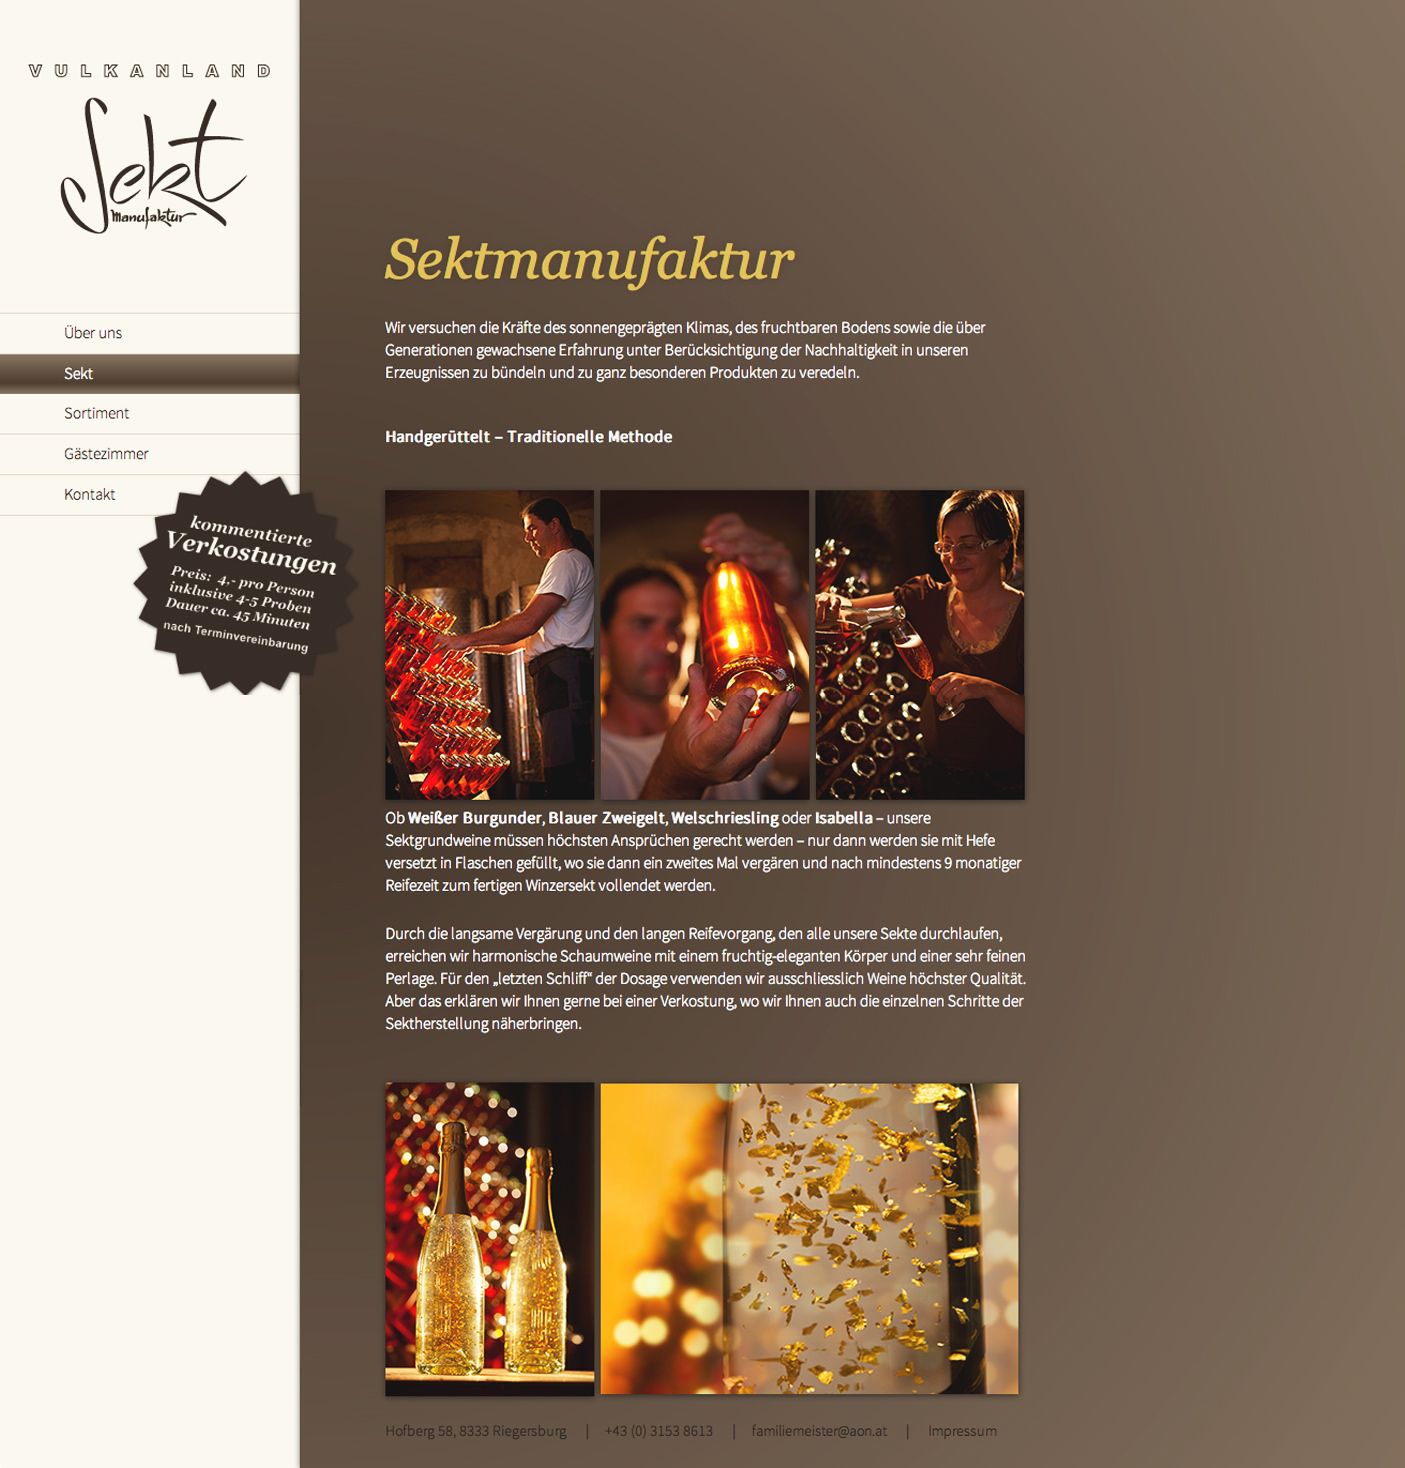 VULKANLAND
Sekt
Manufaktur
Über uns
Sekt
Sortiment
Gästezimmer
Kontakt
kommentierte
Verkostungen
Preis: 4,- pro Person
inklusive 4-5 Proben
Dauer ca. 45 Minuten
nach Terminvereinbarung
Sektmanufaktur
Wir versuchen die Kräfte des sonnengeprägten Klimas, des fruchtbaren Bodens sowie die über
Generationen gewachsene Erfahrung unter Berücksichtigung der Nachhaltigkeit in unseren
Erzeugnissen zu bündeln und zu ganz besonderen Produkten zu veredeln.
Handgerüttelt – Traditionelle Methode
Ob Weißer Burgunder, Blauer Zweigelt, Welschriesling oder Isabella – unsere
Sektgrundweine müssen höchsten Ansprüchen gerecht werden – nur dann werden sie mit Hefe
versetzt in Flaschen gefüllt, wo sie dann ein zweites Mal vergären und nach mindestens 9 monatiger
Reifezeit zum fertigen Winzersekt vollendet werden.
Durch die langsame Vergärung und den langen Reifevorgang, den alle unsere Sekte durchlaufen,
erreichen wir harmonische Schaumweine mit einem fruchtig-eleganten Körper und einer sehr feinen
Perlage. Für den „letzten Schliff“ der Dosage verwenden wir ausschliesslich Weine höchster Qualität.
Aber das erklären wir Ihnen gerne bei einer Verkostung, wo wir Ihnen auch die einzelnen Schritte der
Sektherstellung näherbringen.
Hofberg 58, 8333 Riegersburg | +43 (0) 3153 8613 | familiemeister@aon.at | Impressum